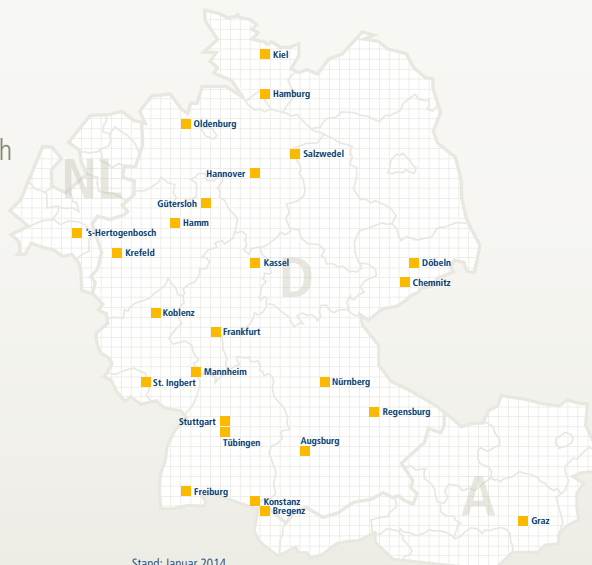 Kiel
Hamburg
Oldenburg
h
Salzwedel
Hannover
NL
Gütersloh
Hamm
's-Hertogenbosch
Krefeld
Kassel
D
Döbeln
Chemnitz
Koblenz
Frankfurt
Mannheim
St. Ingbert
Nürnberg
Regensburg
Stuttgart
Tübingen
Augsburg
Freiburg
Konstanz
A
Bregenz
Graz
Stand: Januar 2014